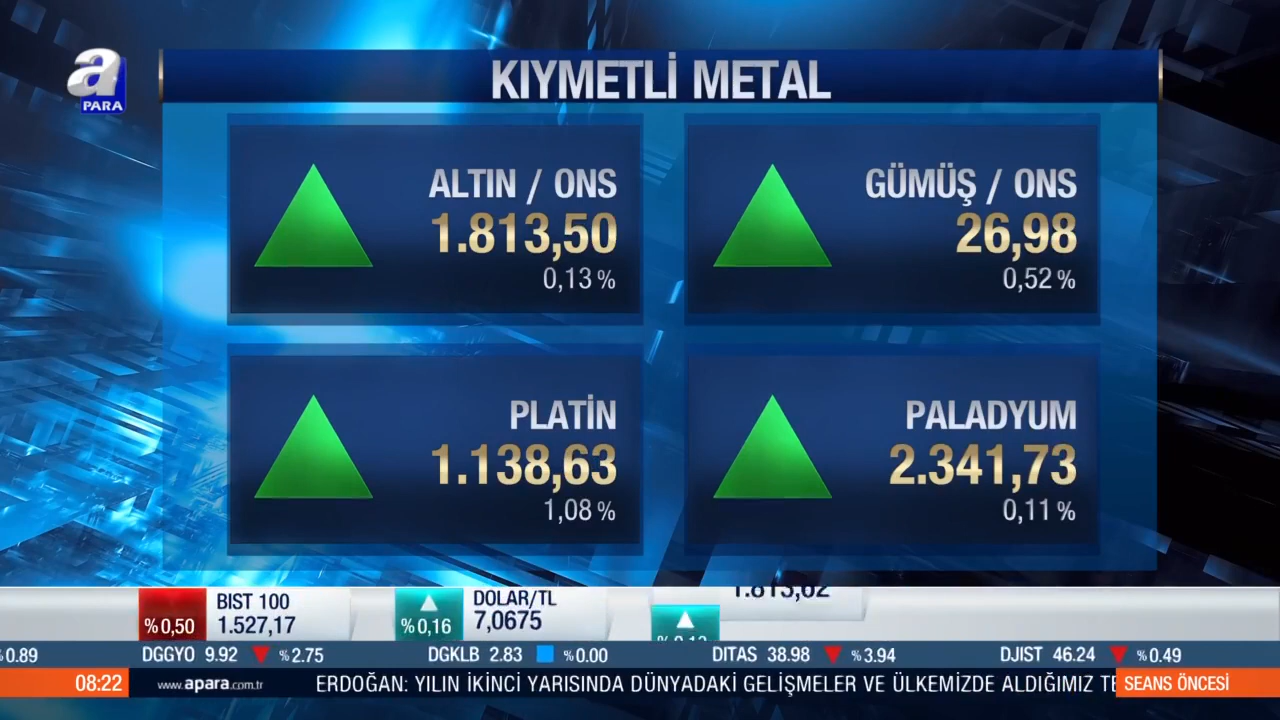 a
PARA
KIYMETLİ METAL
ALTIN / ONS
1.813,50
0,13 %
GÜMÜŞ / ONS
26,98
0,52 %
PLATİN
1.138,63
1,08 %
PALADYUM
2.341,73
0,11 %
%0,50
BIST 100
1.527,17
%0,16
DOLAR/TL
7,0675
0.89
DGGYO 9.92 %2.75
DGKLB 2.83 %0.00
DITAS 38.98 %3.94
DJIST 46.24 %0.49
08:22
www.apara.com.tr
ERDOĞAN: YILIN İKİNCİ YARISINDA DÜNYADAKİ GELİŞMELER VE ÜLKEMİZDE ALDIĞIMIZ
SEANS ÖNCESİ